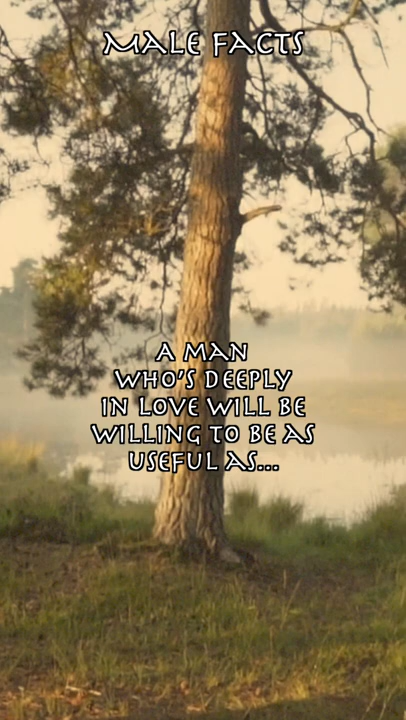 MALE FACTS
A MAN
WHO'S DEEPLY
IN LOVE WILL BE
WILLING TO BE AS
USEFUL AS...